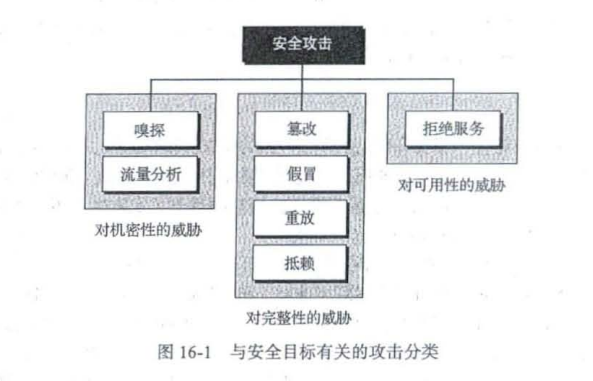 安全攻击
嗅探
流量分析
对机密性的威胁
篡改
假冒
重放
抵赖
对完整性的威胁
拒绝服务
对可用性的威胁
图 16-1 与安全目标有关的攻击分类